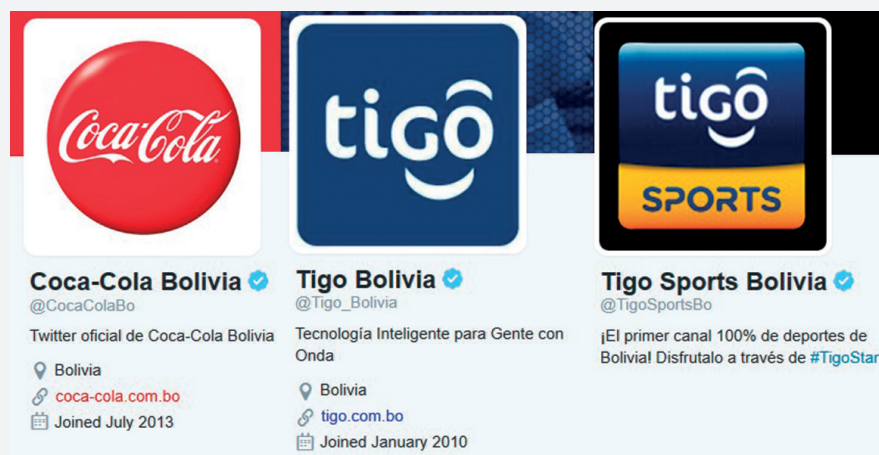 Coca-Cola
Coca-Cola Bolivia
@CocaColaBo
Twitter oficial de Coca-Cola Bolivia
Bolivia
coca-cola.com.bo
Joined July 2013
tigo
Tigo Bolivia
@Tigo_Bolivia
Tecnología Inteligente para Gente con
Onda
Bolivia
tigo.com.bo
Joined January 2010
tigo
SPORTS
Tigo Sports Bolivia
@TigoSportsBo
¡El primer canal 100% de deportes de
Bolivia! Disfrutalo a través de #TigoStar